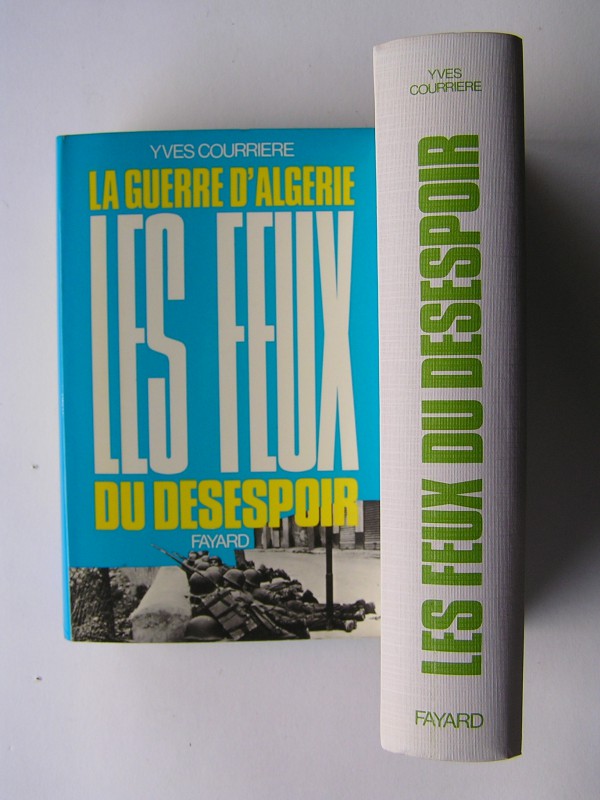 YVES COURRIERE
LA GUERRE D'ALGERIE
LES FEUX
DU DESESPOIR
FAYARD
YVES
COURRIERE
LES FEUX DU DESESPOIR
FAYARD